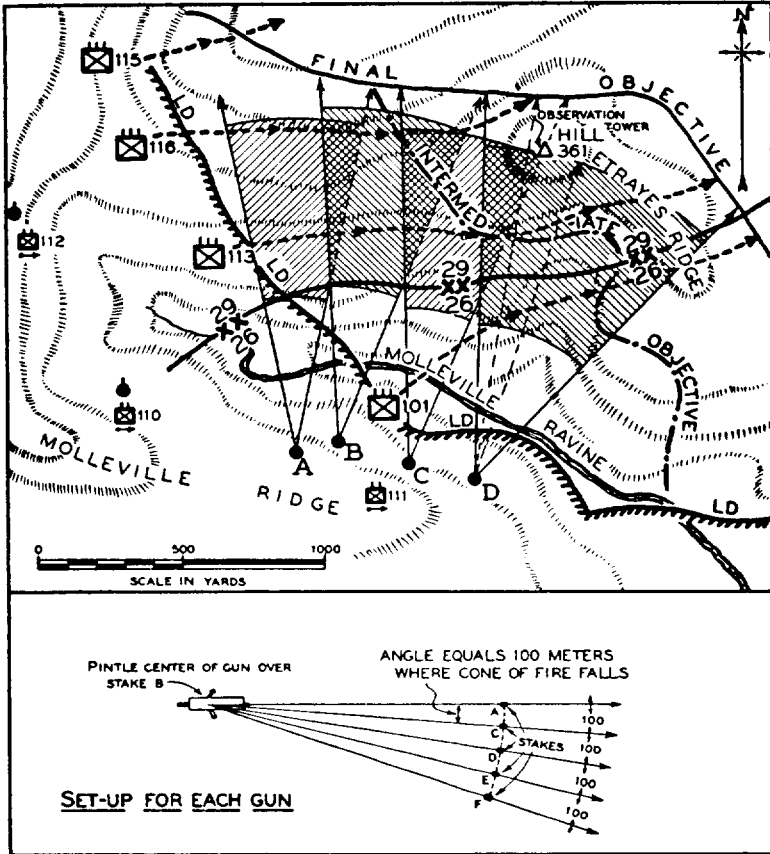 N
115
FINAL
OBJECTIVE
LD
116
OBSERVATION
TOWER
HILL
361
ETRAYES RIDGE
INTERMEDIATE
112
113
LD
29
XX
26
29
XX
26
29
XX
26
OBJECTIVE
MOLLEVILLE
RAVINE
110
101
LD
MOLLEVILLE
RIDGE
A
B
C
D
111
LD
0
500
1000
SCALE IN YARDS
PINTLE CENTER OF GUN OVER
STAKE B
ANGLE EQUALS 100 METERS
WHERE CONE OF FIRE FALLS
A
C
D
E
F
STAKES
100
100
100
100
SET-UP FOR EACH GUN